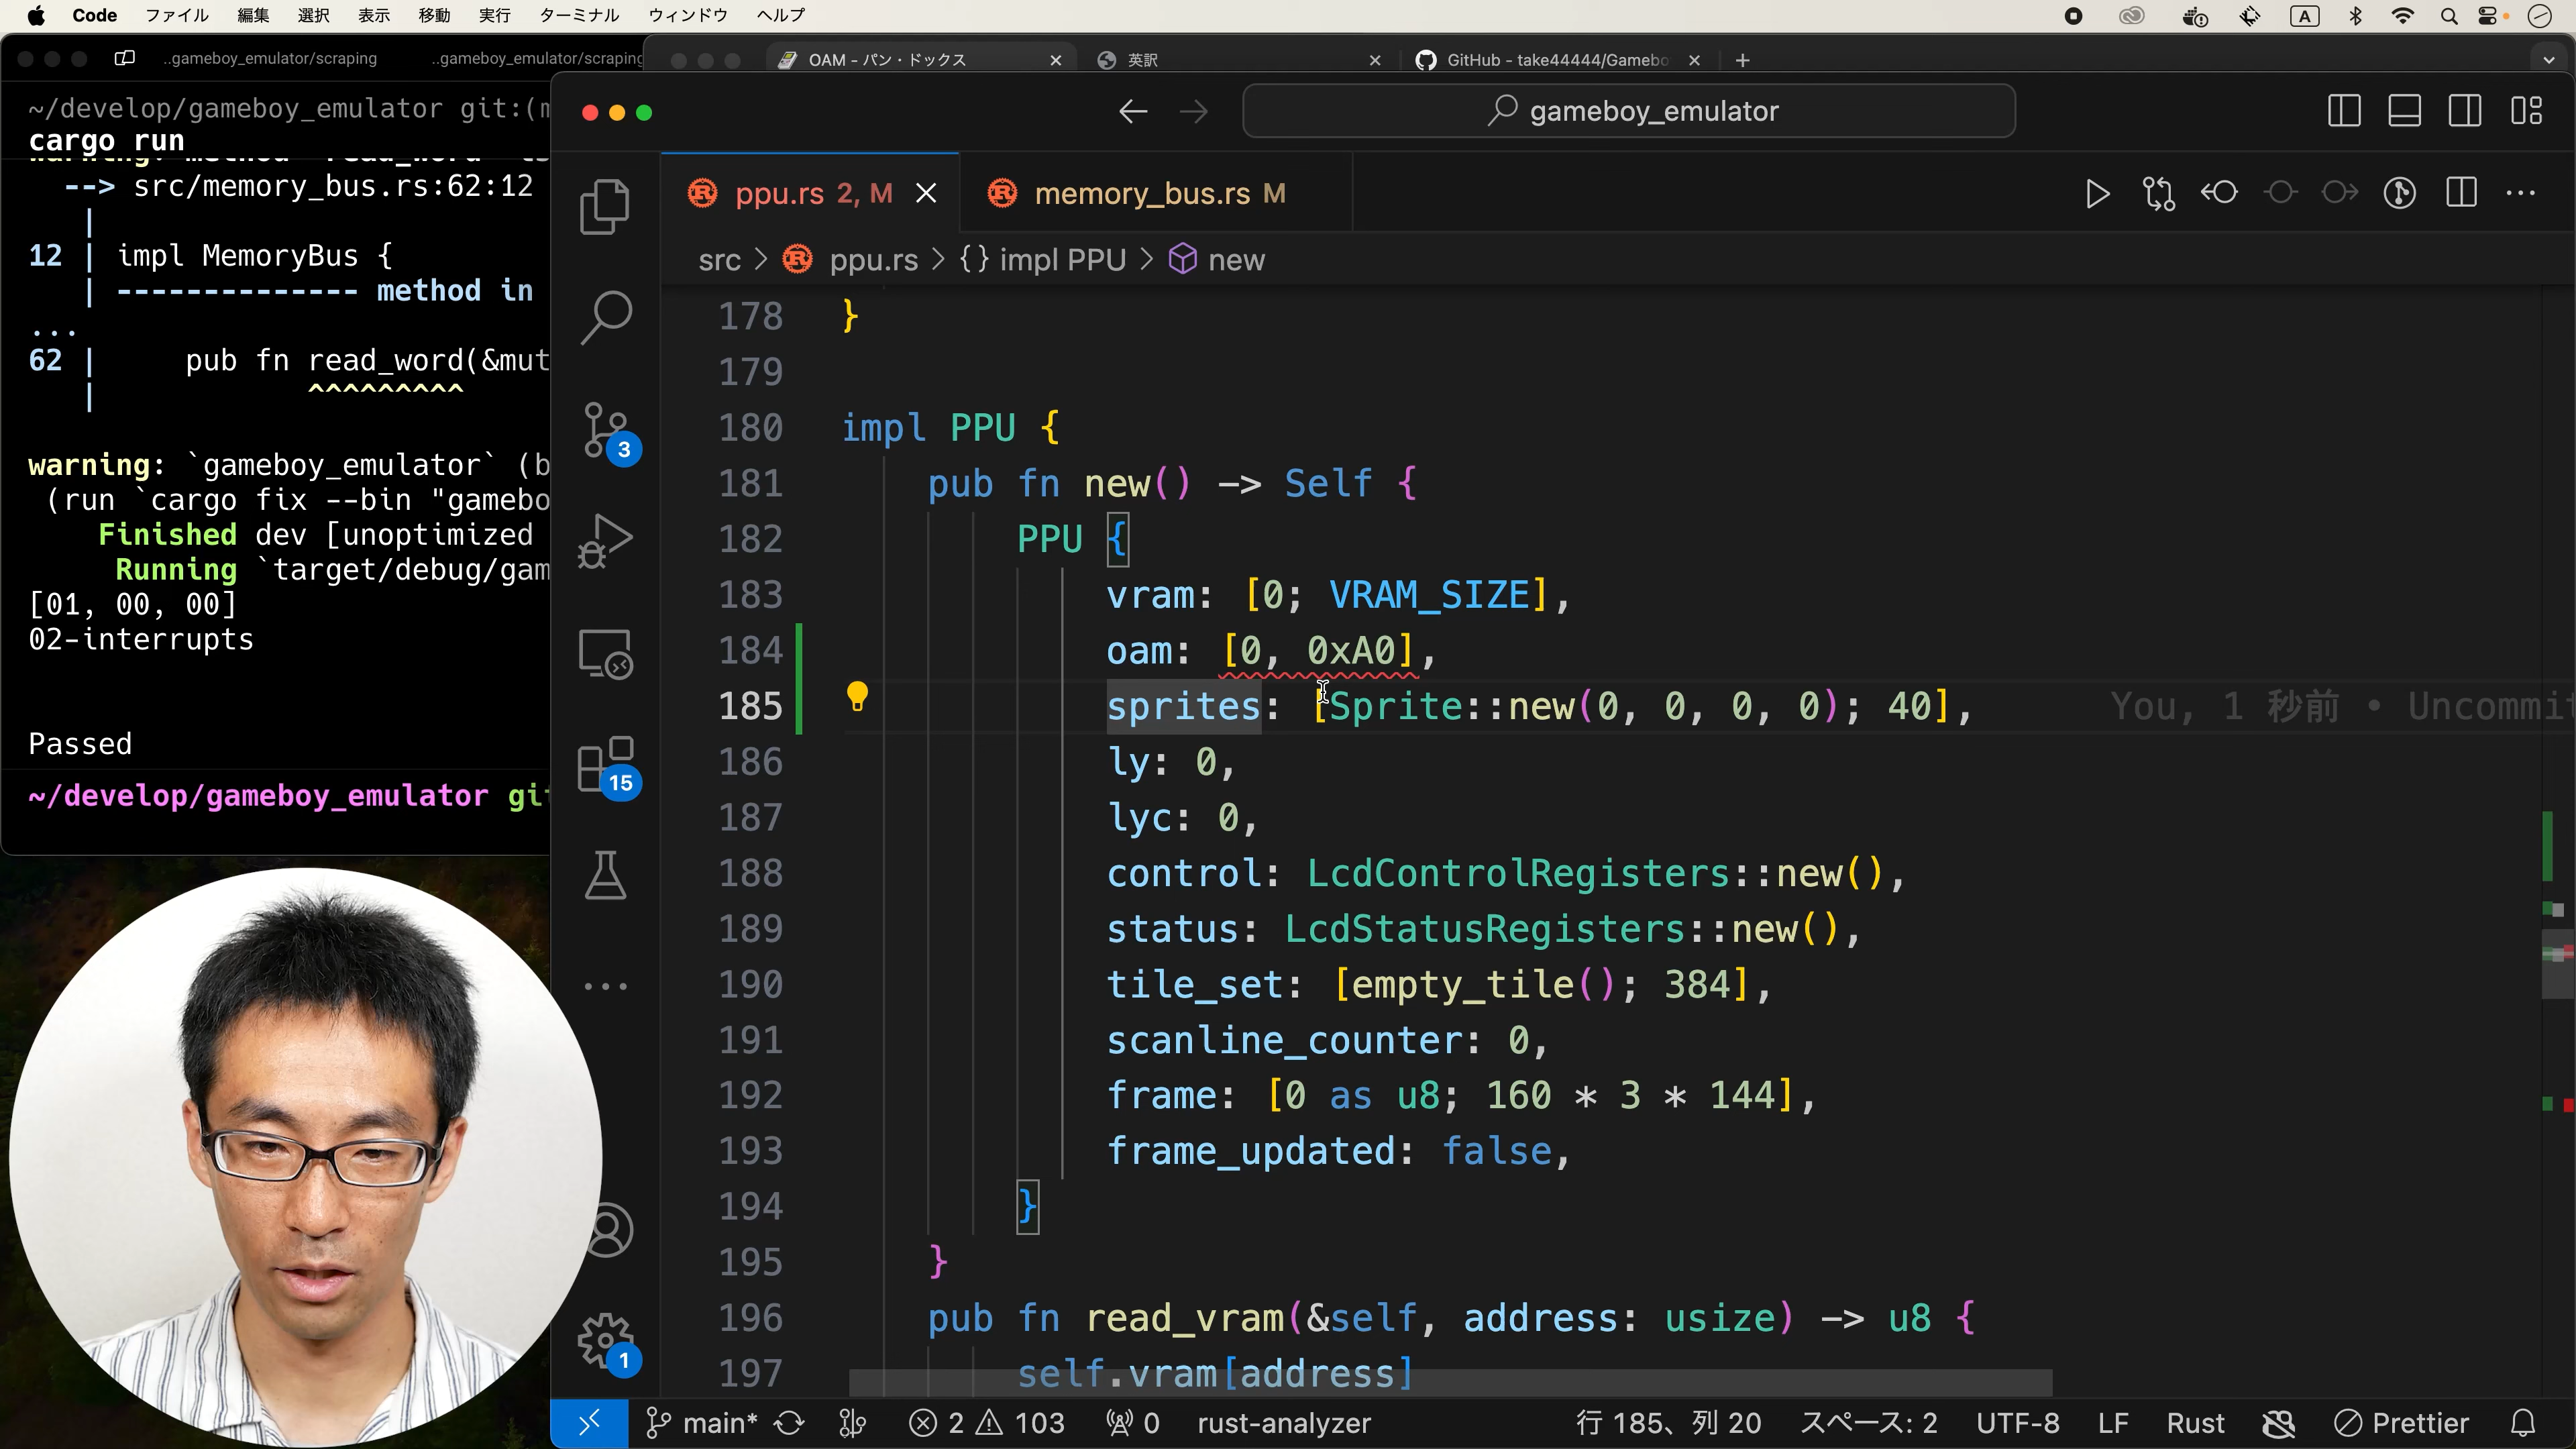 Code ファイル 編集 選択 表示 移動 実行 ターミナル ウィンドウ ヘルプ
A
..gameboy_emulator/scraping
..gameboy_emulator/scraping
OAM - パン・ドックス
英訳
GitHub - take44444/Gamebo
~/develop/gameboy_emulator git:(m
cargo run
--> src/memory_bus.rs:62:12
|
12 | impl MemoryBus {
| -------------- method in
...
62 | pub fn read_word(&mut
| ^^^^^^^^^
warning: `gameboy_emulator` (b
(run `cargo fix --bin "gamebo
Finished dev [unoptimized
Running `target/debug/gam
[01, 00, 00]
02-interrupts
Passed
~/develop/gameboy_emulator git
gameboy_emulator
ppu.rs 2, M
memory_bus.rs M
src > ppu.rs > {} impl PPU > new
3
15
1
178 }
179
180 impl PPU {
181 pub fn new() -> Self {
182 PPU {
183 vram: [0; VRAM_SIZE],
184 oam: [0, 0xA0],
185 sprites: [Sprite::new(0, 0, 0, 0); 40], You, 1 秒前 • Uncommit
186 ly: 0,
187 lyc: 0,
188 control: LcdControlRegisters::new(),
189 status: LcdStatusRegisters::new(),
190 tile_set: [empty_tile(); 384],
191 scanline_counter: 0,
192 frame: [0 as u8; 160 * 3 * 144],
193 frame_updated: false,
194 }
195 }
196 pub fn read_vram(&self, address: usize) -> u8 {
197 self.vram[address]
main* 2 103 0 rust-analyzer 行 185、列 20 スペース: 2 UTF-8 LF Rust Prettier